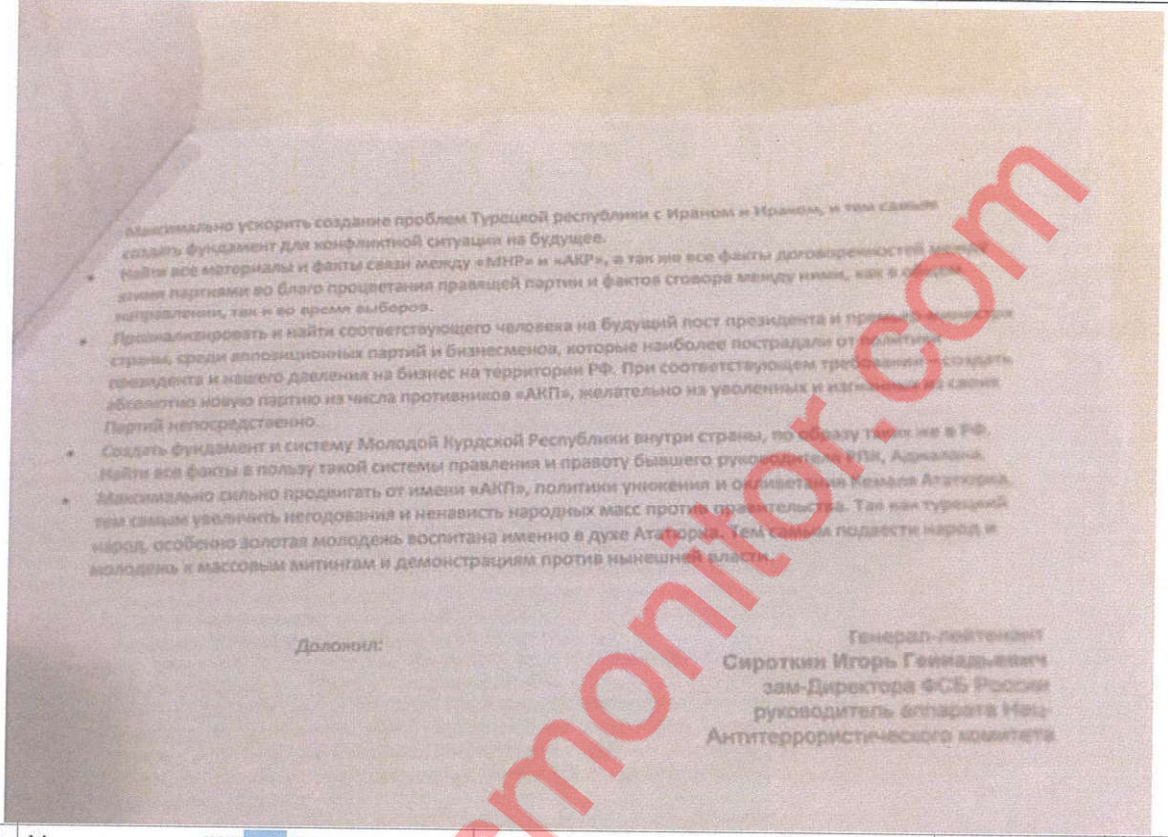 Максимально ускорить создание проблем Турецкой республики с Ираном и Ираком, и тем самым
создать фундамент для конфликтной ситуации на будущее.
• Найти все материалы и факты связи между «МНР» и «АКР», а так же все факты договоренностей между
этими партиями во благо процветания правящей партии и фактов сговора между ними, как в
направлении, так и во время выборов.
• Проанализировать и найти соответствующего человека на будущий пост президента и
страны, среди оппозиционных партий и бизнесменов, которые наиболее пострадали от
президента и нашего давления на бизнес на территории РФ. При соответствующем создать
абсолютно новую партию из числа противников «АКП», желательно из уволенных и из своих
Партий непосредственно.
• Создать фундамент и систему Молодой Курдской Республики внутри страны, по образу таких же в РФ.
Найти все факты в пользу такой системы правления и правоту бывшего руководителя РПК,
• Максимально сильно продвигать от имени «АКП», политики унижения и оклеветания Кемаля Ататюрка,
тем самым увеличить негодования и ненависть народных масс против правительства. Так как турецкий
народ, особенно золотая молодежь воспитана именно в духе Ататюрка. Тем самым подвести народ и
молодежь к массовым митингам и демонстрациям против нынешней власти.
Доложил:
Генерал-лейтенант
Сироткин Игорь Геннадьевич
зам-Директора ФСБ России
руководитель аппарата Нац-
Антитеррористического комитета
monitor.com